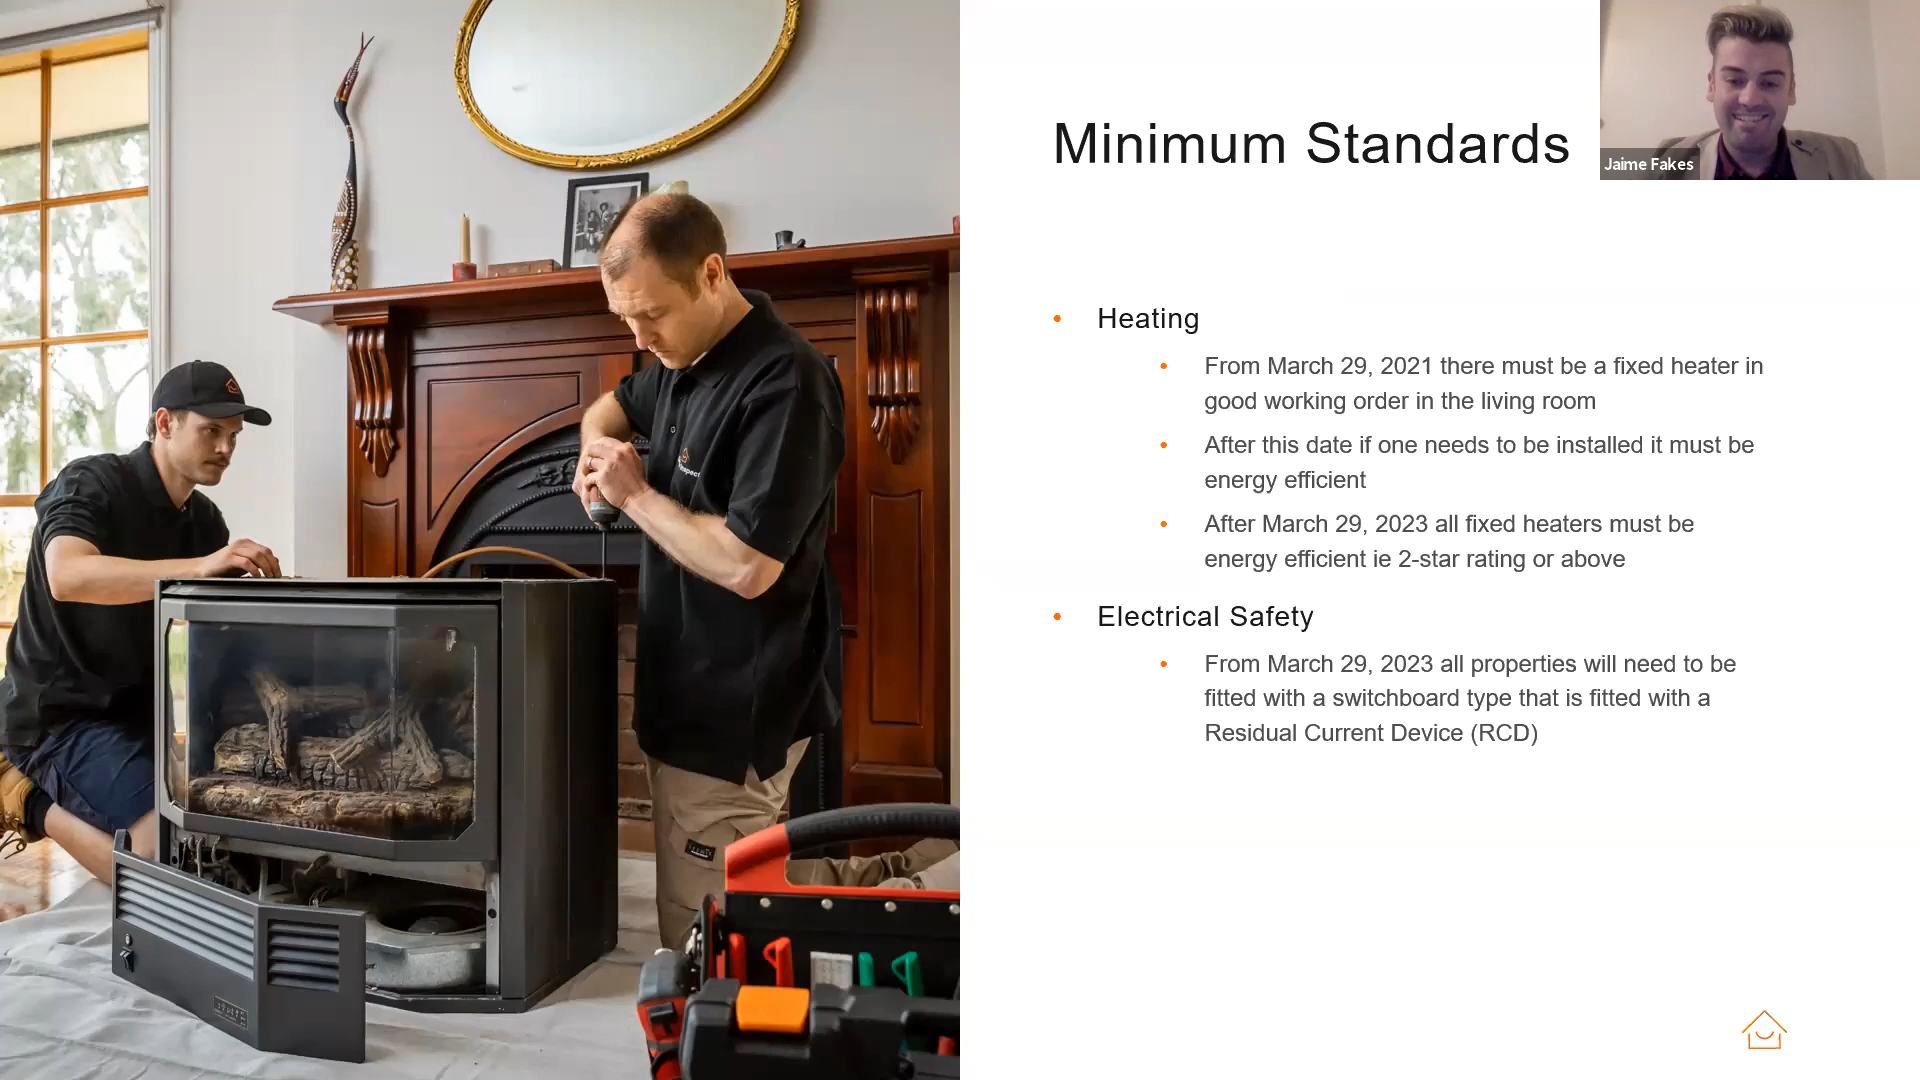 Minimum Standards
Jaime Fakes
• Heating
• From March 29, 2021 there must be a fixed heater in
good working order in the living room
• After this date if one needs to be installed it must be
energy efficient
• After March 29, 2023 all fixed heaters must be
energy efficient ie 2-star rating or above
• Electrical Safety
• From March 29, 2023 all properties will need to be
fitted with a switchboard type that is fitted with a
Residual Current Device (RCD)